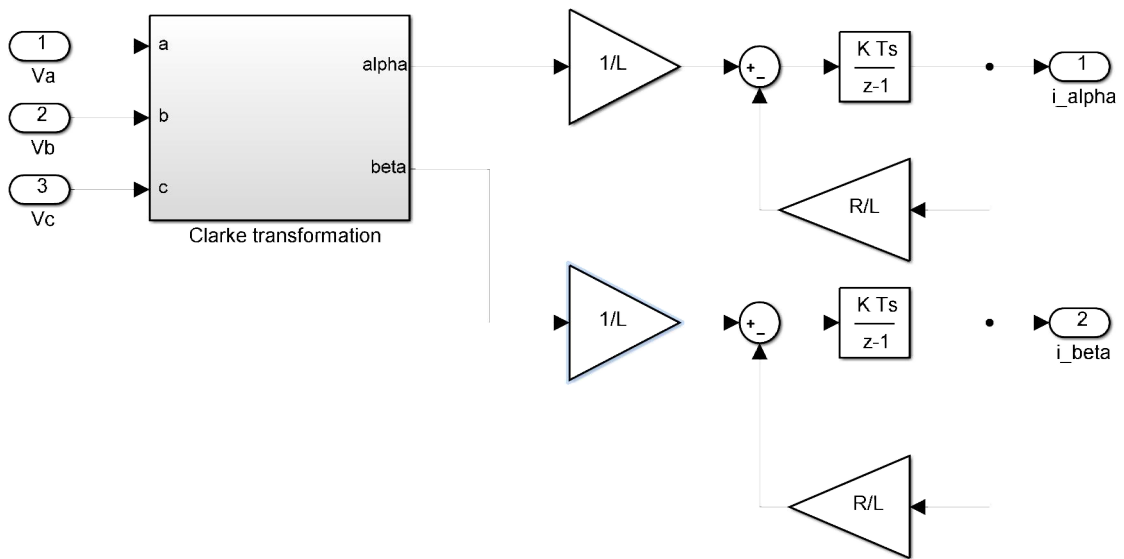 1
Va
2
Vb
3
Vc
a
b
c
alpha
beta
Clarke transformation
1/L
+
−
K Ts
z-1
1
i_alpha
R/L
1/L
+
−
K Ts
z-1
2
i_beta
R/L